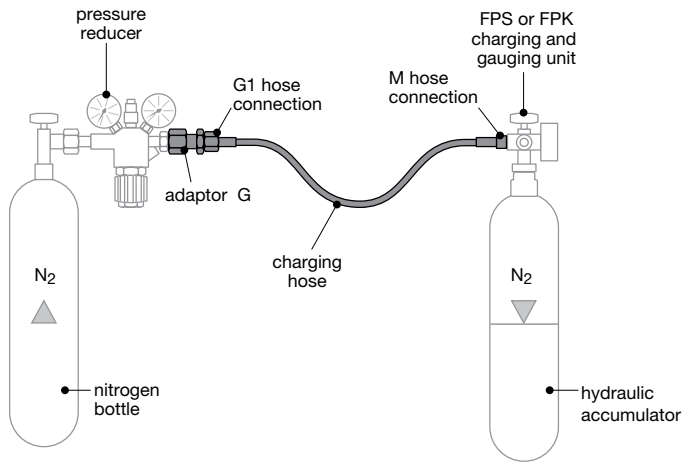 pressure
reducer
FPS or FPK
charging and
gauging unit
G1 hose
connection
M hose
connection
adaptor G
charging
hose
N2
N2
nitrogen
bottle
hydraulic
accumulator